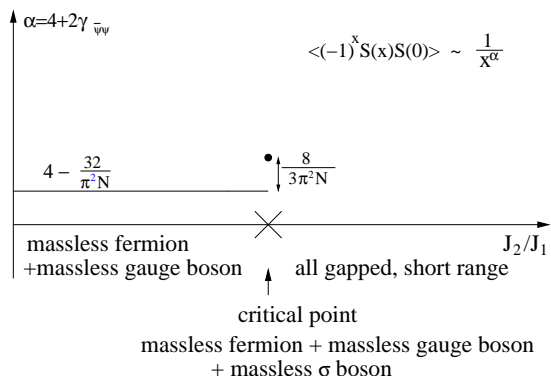 α=4+2γ_ψ̄ψ
<(-1)^x S(x)S(0)> ~ 1/x^α
4 − 32/π²N
8/3π²N
massless fermion
+massless gauge boson
all gapped, short range
J₂/J₁
critical point
massless fermion + massless gauge boson
+ massless σ boson